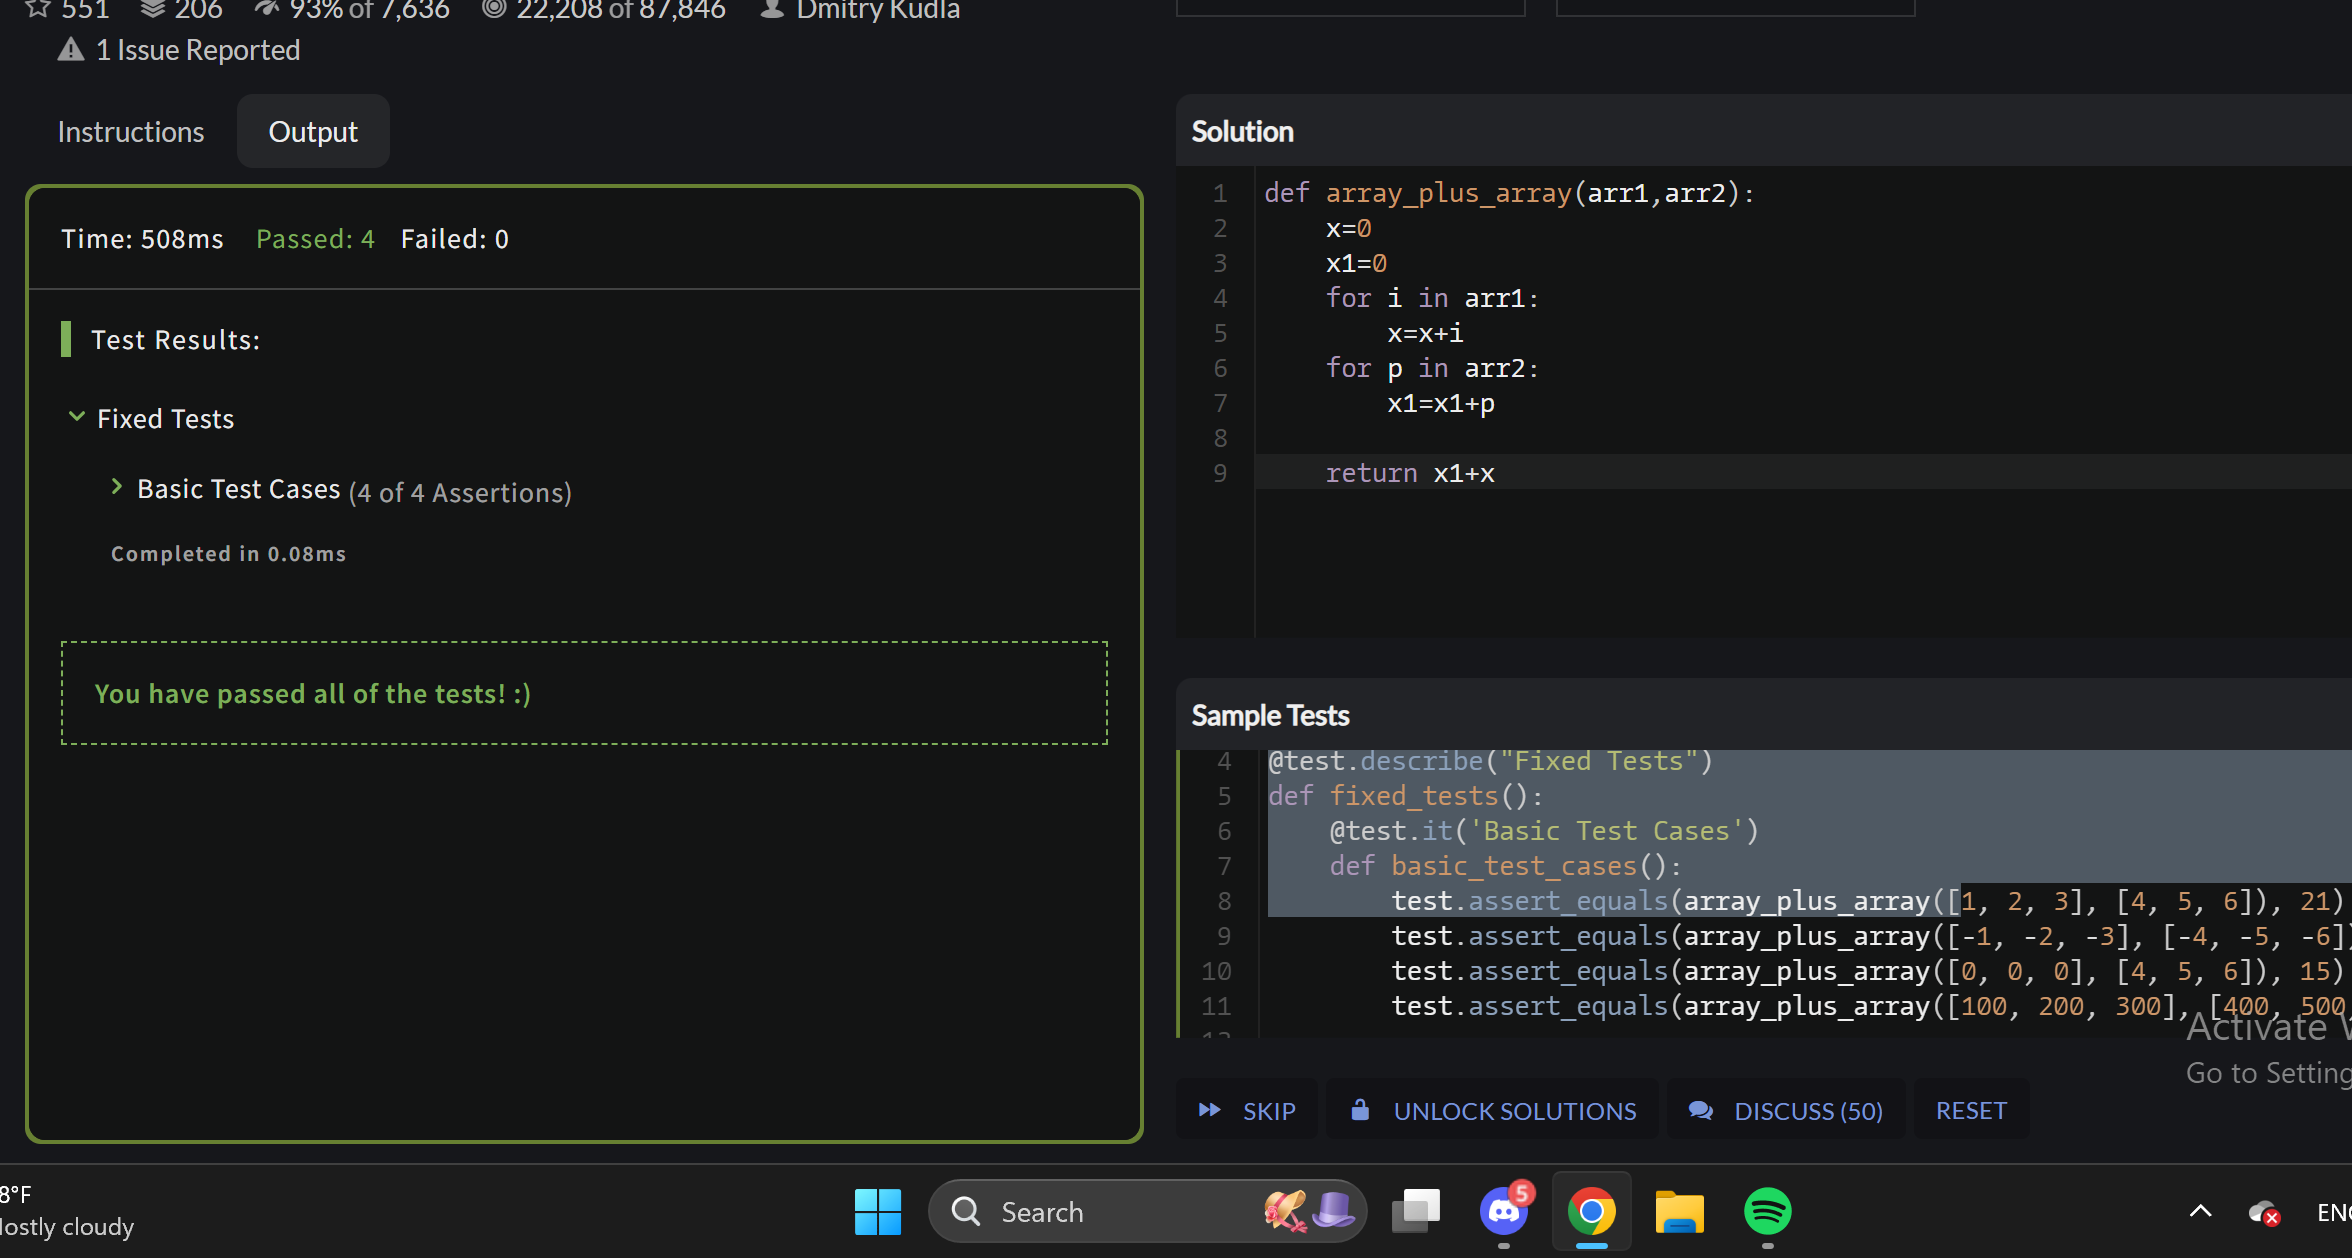 551 206 93% of 7,636 22,208 of 87,846 Dmitry Kudla
1 Issue Reported
Instructions Output
Time: 508ms Passed: 4 Failed: 0
Test Results:
Fixed Tests
Basic Test Cases (4 of 4 Assertions)
Completed in 0.08ms
You have passed all of the tests! :)
Solution
1 def array_plus_array(arr1,arr2):
2 x=0
3 x1=0
4 for i in arr1:
5 x=x+i
6 for p in arr2:
7 x1=x1+p
8
9 return x1+x
Sample Tests
4 @test.describe("Fixed Tests")
5 def fixed_tests():
6 @test.it('Basic Test Cases')
7 def basic_test_cases():
8 test.assert_equals(array_plus_array([1, 2, 3], [4, 5, 6]), 21)
9 test.assert_equals(array_plus_array([-1, -2, -3], [-4, -5, -6])
10 test.assert_equals(array_plus_array([0, 0, 0], [4, 5, 6]), 15)
11 test.assert_equals(array_plus_array([100, 200, 300], [400, 500,
Activate
Go to Setting
SKIP UNLOCK SOLUTIONS DISCUSS (50) RESET
8°F
ostly cloudy
Search
5
EN